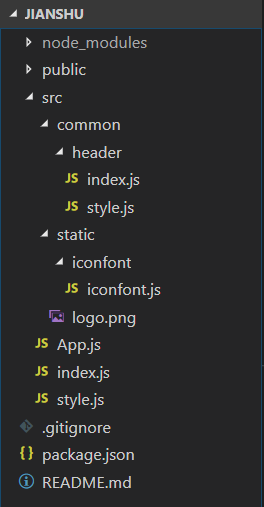 JIANSHU
node_modules
public
src
common
header
JS index.js
JS style.js
static
iconfont
JS iconfont.js
logo.png
JS App.js
JS index.js
JS style.js
.gitignore
{} package.json
README.md